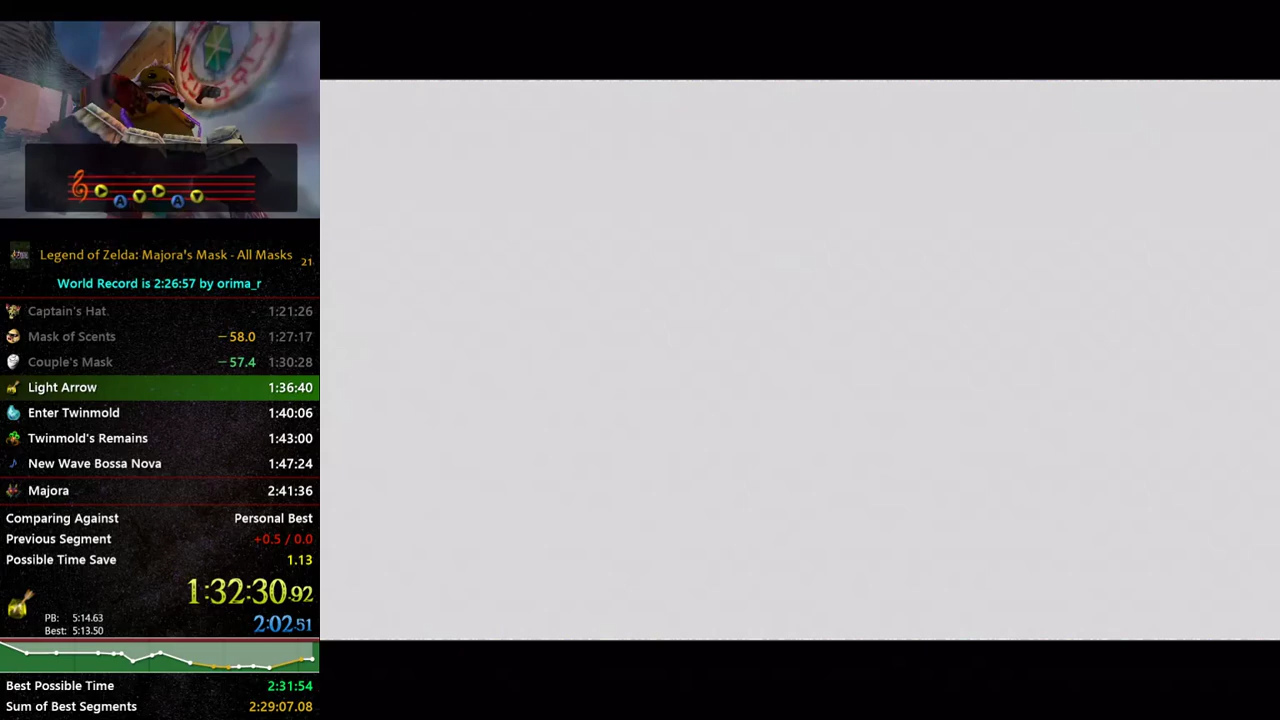 Legend of Zelda: Majora's Mask - All Masks 21
World Record is 2:26:57 by orima_r
Captain's Hat - 1:21:26
Mask of Scents −58.0 1:27:17
Couple's Mask −57.4 1:30:28
Light Arrow 1:36:40
Enter Twinmold 1:40:06
Twinmold's Remains 1:43:00
New Wave Bossa Nova 1:47:24
Majora 2:41:36
Comparing Against Personal Best
Previous Segment +0.5 / 0.0
Possible Time Save 1.13
1:32:30.92
PB: 5:14.63
2:02.51
Best: 5:13.50
Best Possible Time 2:31:54
Sum of Best Segments 2:29:07.08